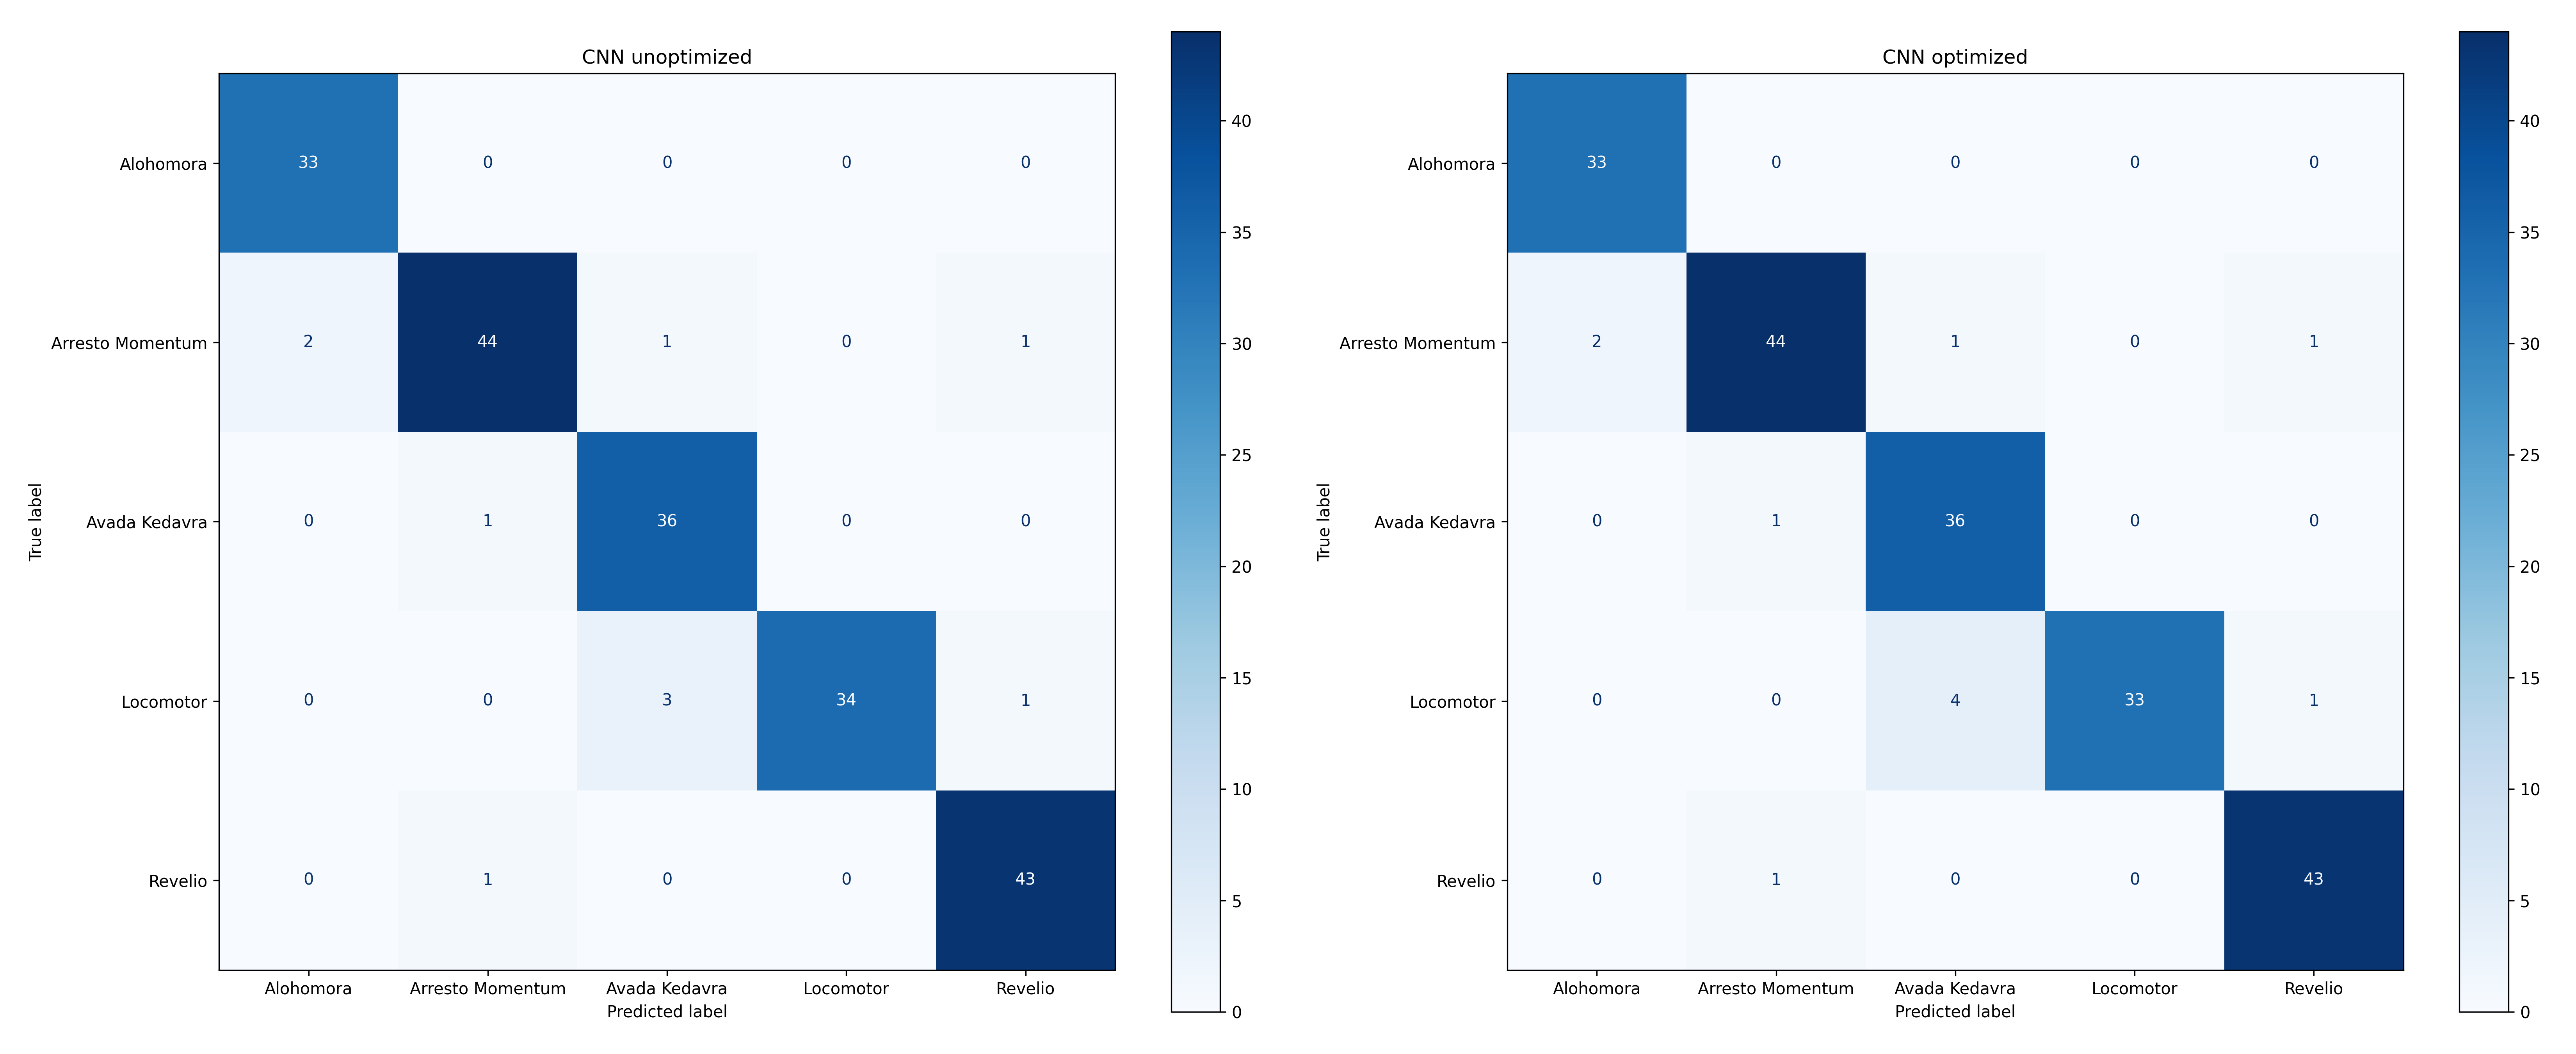 CNN unoptimized
Alohomora 33 0 0 0 0
Arresto Momentum 2 44 1 0 1
Avada Kedavra 0 1 36 0 0
Locomotor 0 0 3 34 1
Revelio 0 1 0 0 43
True label
Alohomora Arresto Momentum Avada Kedavra Locomotor Revelio
Predicted label
40
35
30
25
20
15
10
5
0
CNN optimized
Alohomora 33 0 0 0 0
Arresto Momentum 2 44 1 0 1
Avada Kedavra 0 1 36 0 0
Locomotor 0 0 4 33 1
Revelio 0 1 0 0 43
True label
Alohomora Arresto Momentum Avada Kedavra Locomotor Revelio
Predicted label
40
35
30
25
20
15
10
5
0